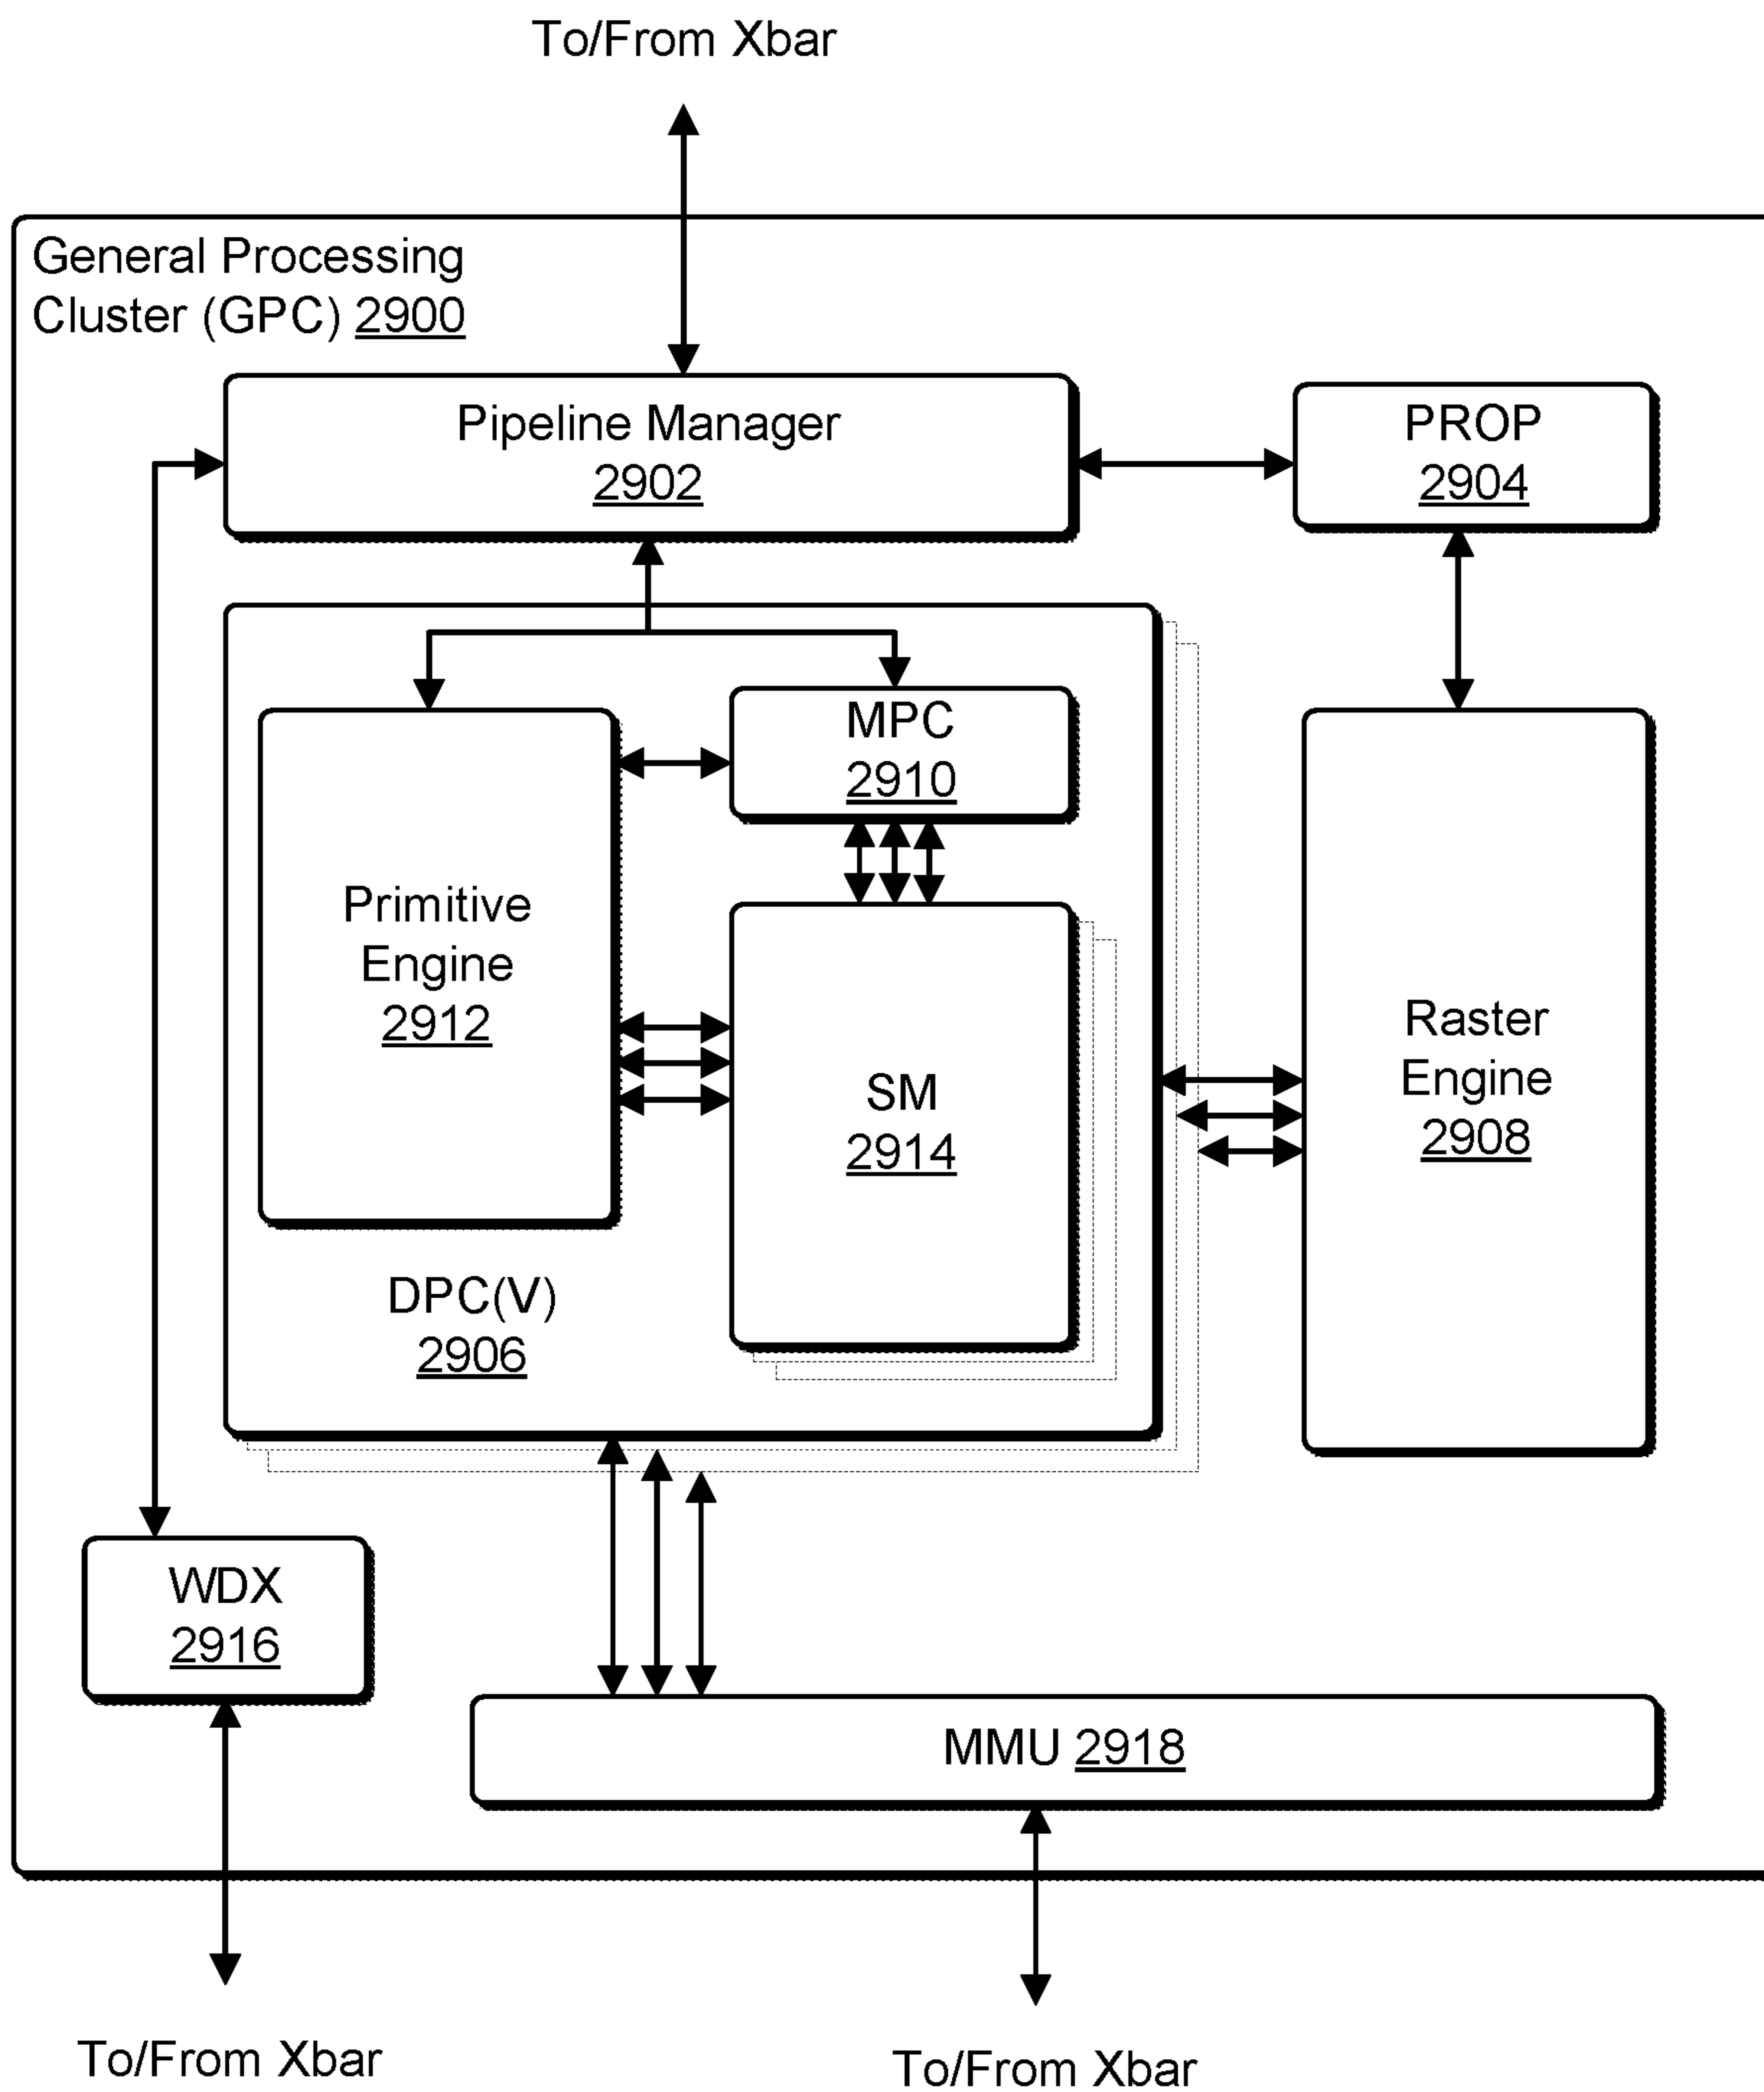 To/From Xbar
General Processing
Cluster (GPC) 2900
Pipeline Manager
2902
PROP
2904
MPC
2910
Primitive
Engine
2912
SM
2914
Raster
Engine
2908
DPC(V)
2906
WDX
2916
MMU 2918
To/From Xbar
To/From Xbar